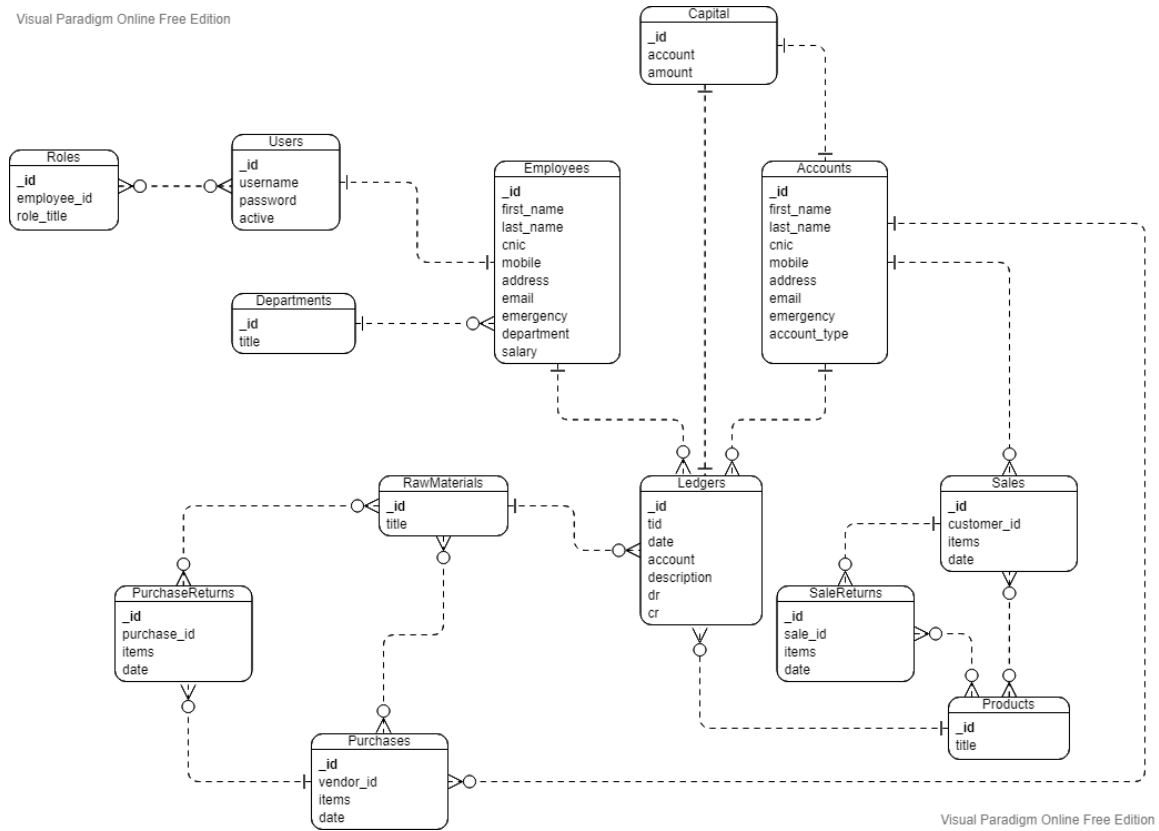 Visual Paradigm Online Free Edition
Capital
_id
account
amount
Roles
_id
employee_id
role_title
Users
_id
username
password
active
Employees
_id
first_name
last_name
cnic
mobile
address
email
emergency
department
salary
Accounts
_id
first_name
last_name
cnic
mobile
address
email
emergency
account_type
Departments
_id
title
RawMaterials
_id
title
Ledgers
_id
tid
date
account
description
dr
cr
Sales
_id
customer_id
items
date
PurchaseReturns
_id
purchase_id
items
date
SaleReturns
_id
sale_id
items
date
Products
_id
title
Purchases
_id
vendor_id
items
date
Visual Paradigm Online Free Edition